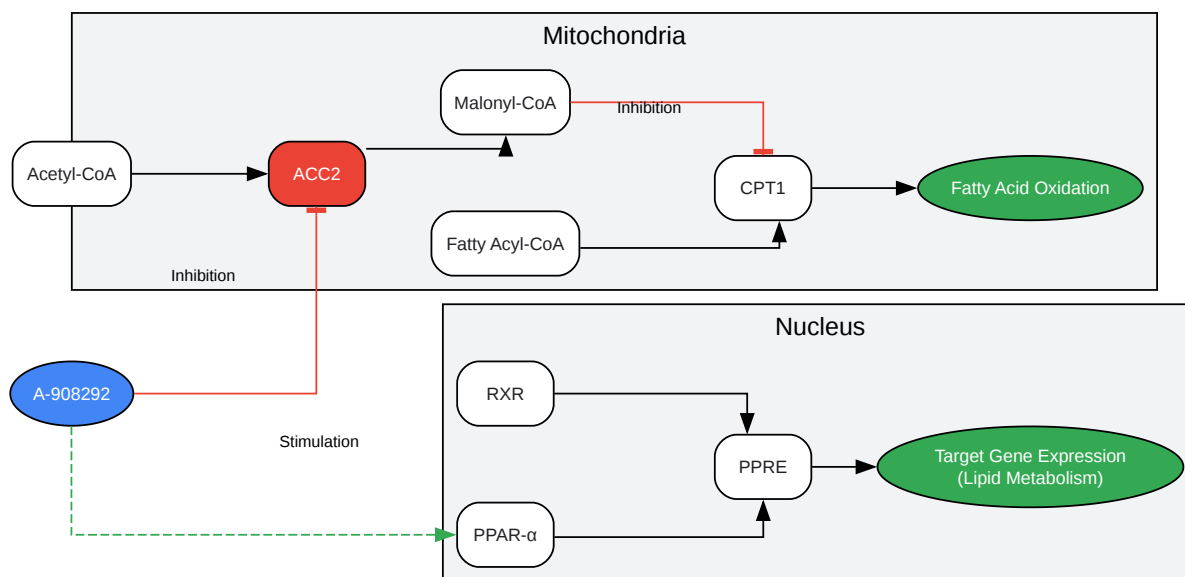 Mitochondria
Malonyl-CoA
Inhibition
Acetyl-CoA
ACC2
CPT1
Fatty Acid Oxidation
Fatty Acyl-CoA
Inhibition
Nucleus
A-908292
RXR
Stimulation
PPRE
Target Gene Expression
(Lipid Metabolism)
PPAR-α